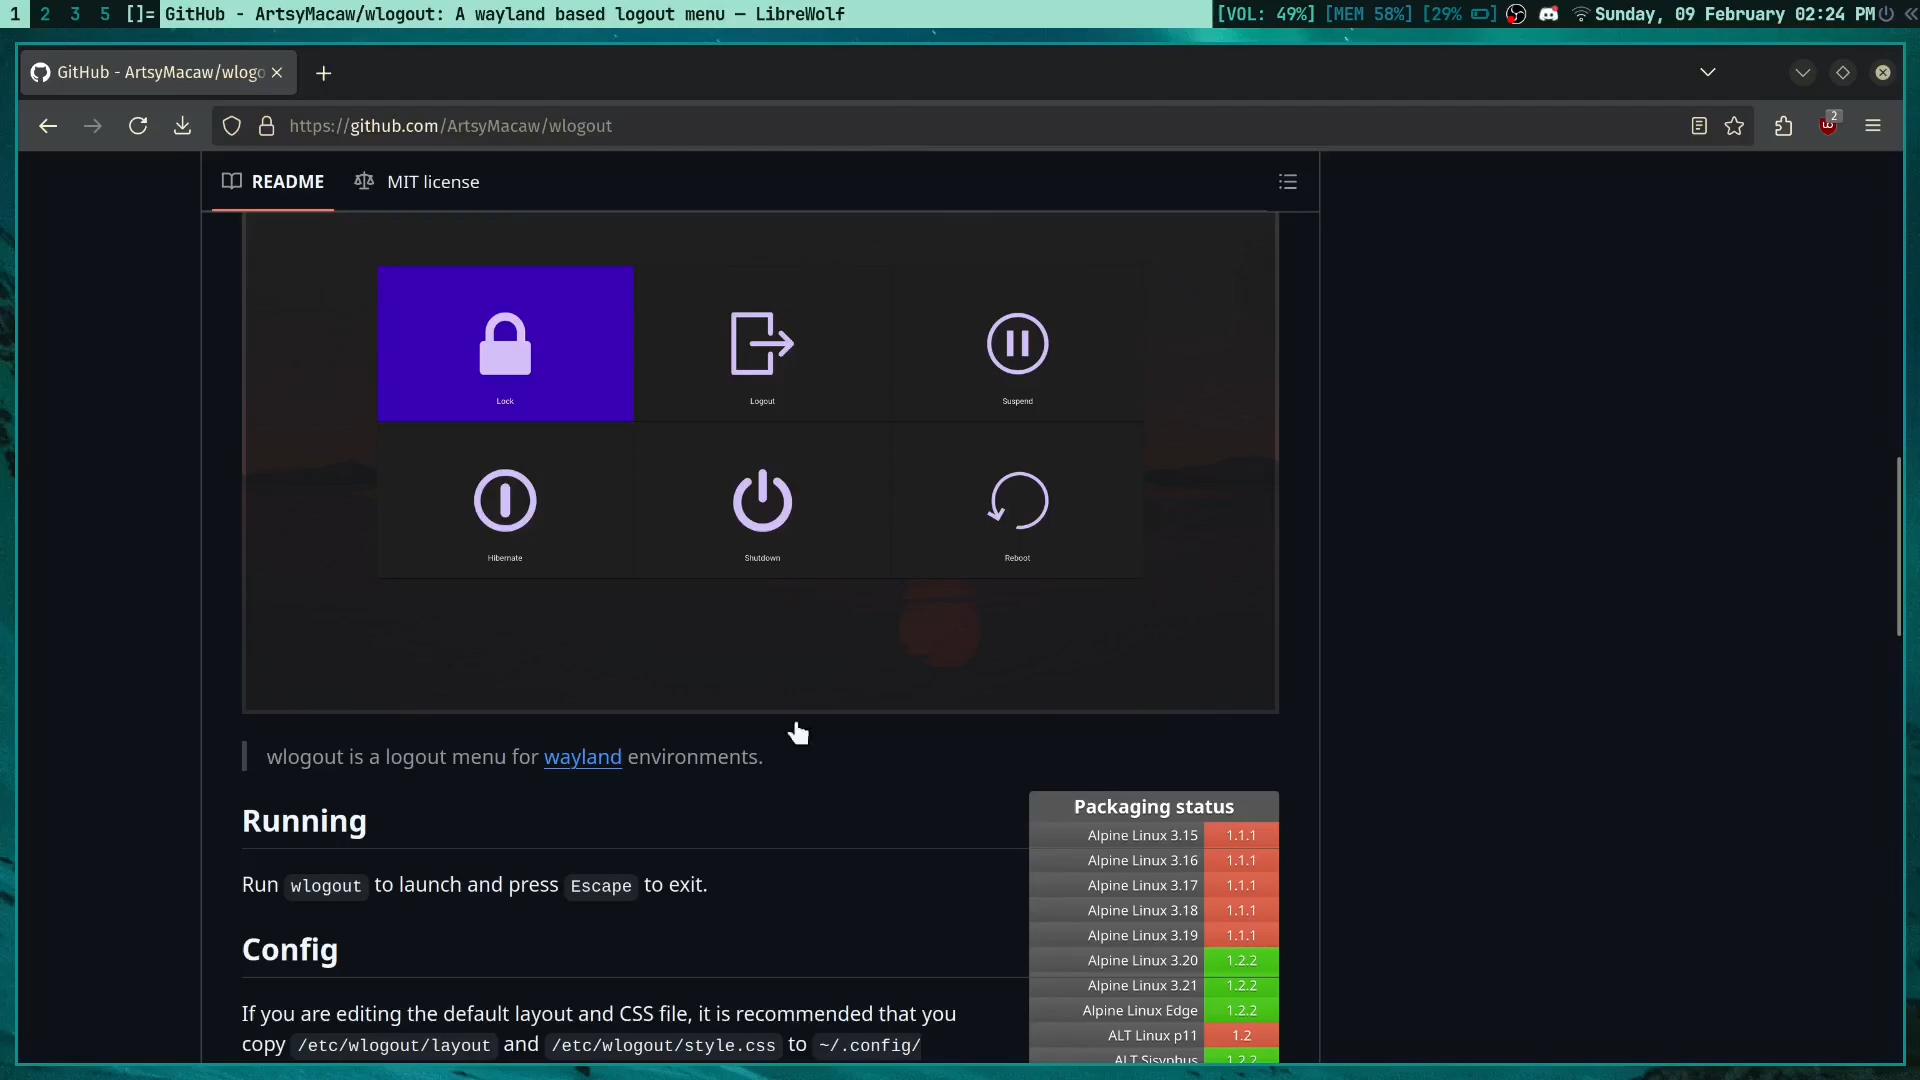 1 2 3 5 []= GitHub - ArtsyMacaw/wlogout: A wayland based logout menu — LibreWolf [VOL: 49%] [MEM 58%] [29% ] Sunday, 09 February 02:24 PM
GitHub - ArtsyMacaw/wlogo
https://github.com/ArtsyMacaw/wlogout
2
README MIT license
Lock Logout Suspend
Hibernate Shutdown Reboot
wlogout is a logout menu for wayland environments.
Running
Run wlogout to launch and press Escape to exit.
Config
If you are editing the default layout and CSS file, it is recommended that you
copy /etc/wlogout/layout and /etc/wlogout/style.css to ~/.config/
Packaging status
Alpine Linux 3.15 1.1.1
Alpine Linux 3.16 1.1.1
Alpine Linux 3.17 1.1.1
Alpine Linux 3.18 1.1.1
Alpine Linux 3.19 1.1.1
Alpine Linux 3.20 1.2.2
Alpine Linux 3.21 1.2.2
Alpine Linux Edge 1.2.2
ALT Linux p11 1.2
ALT Sisyphus 1.2.2